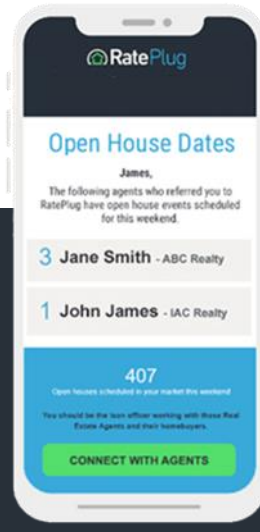 RatePlug
Open House Dates
James,
The following agents who referred you to
RatePlug have open house events scheduled
for this weekend.
3 Jane Smith - ABC Realty
1 John James - IAC Realty
407
Open houses scheduled in your market this weekend
You should be the loan officer working with these Real
Estate Agents and their homebuyers.
CONNECT WITH AGENTS